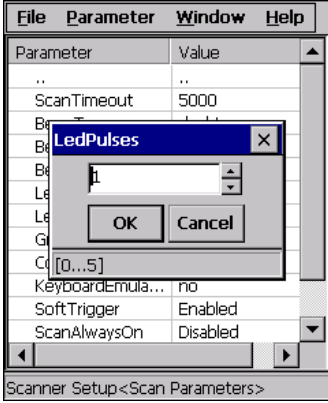 File Parameter Window Help
Parameter Value
.. ..
ScanTimeout 5000
LedPulses
1
OK Cancel
[0...5]
KeyboardEmula... no
SoftTrigger Enabled
ScanAlwaysOn Disabled
Scanner Setup<Scan Parameters>